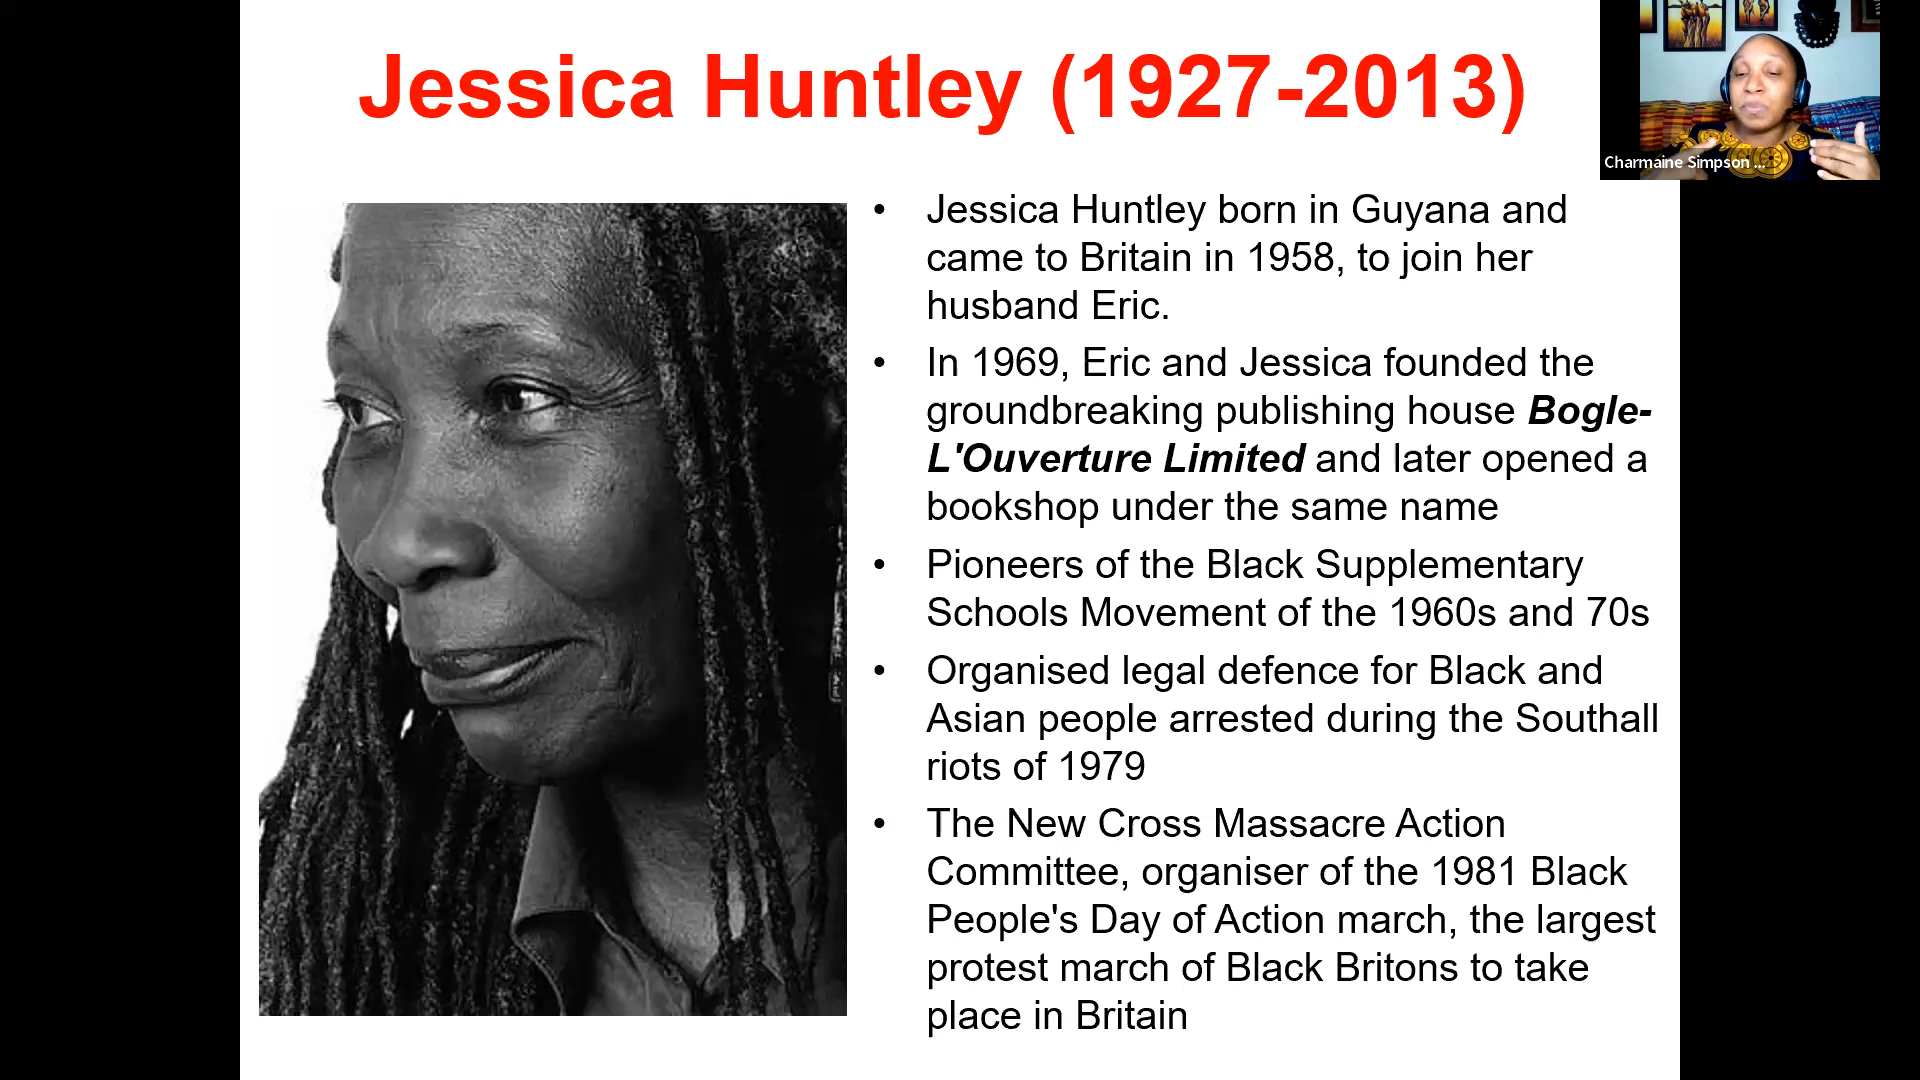 Jessica Huntley (1927-2013)
Charmaine Simpson ...
• Jessica Huntley born in Guyana and
came to Britain in 1958, to join her
husband Eric.
• In 1969, Eric and Jessica founded the
groundbreaking publishing house Bogle-
L'Ouverture Limited and later opened a
bookshop under the same name
• Pioneers of the Black Supplementary
Schools Movement of the 1960s and 70s
• Organised legal defence for Black and
Asian people arrested during the Southall
riots of 1979
• The New Cross Massacre Action
Committee, organiser of the 1981 Black
People's Day of Action march, the largest
protest march of Black Britons to take
place in Britain